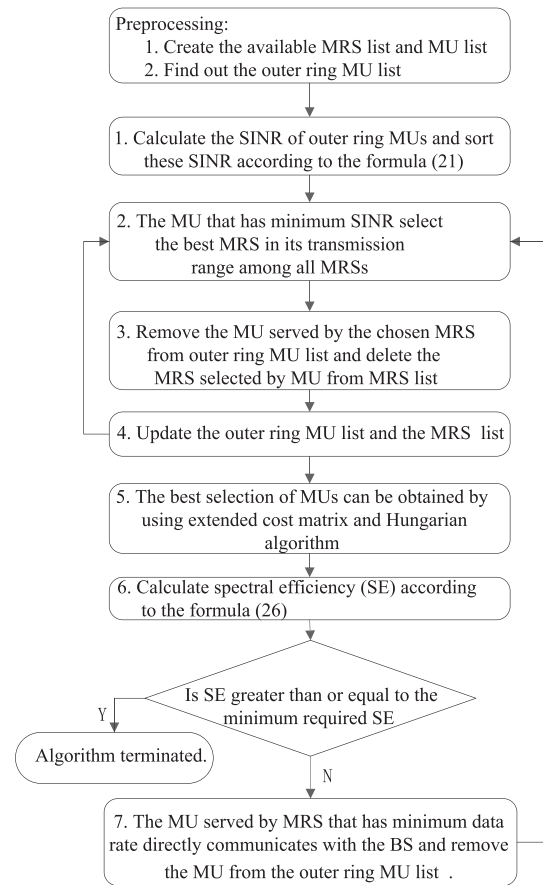 Preprocessing:
1. Create the available MRS list and MU list
2. Find out the outer ring MU list
1. Calculate the SINR of outer ring MUs and sort
these SINR according to the formula (21)
2. The MU that has minimum SINR select
the best MRS in its transmission
range among all MRSs
3. Remove the MU served by the chosen MRS
from outer ring MU list and delete the
MRS selected by MU from MRS list
4. Update the outer ring MU list and the MRS list
5. The best selection of MUs can be obtained by
using extended cost matrix and Hungarian
algorithm
6. Calculate spectral efficiency (SE) according
to the formula (26)
Is SE greater than or equal to the
minimum required SE
Y
Algorithm terminated.
N
7. The MU served by MRS that has minimum data
rate directly communicates with the BS and remove
the MU from the outer ring MU list .